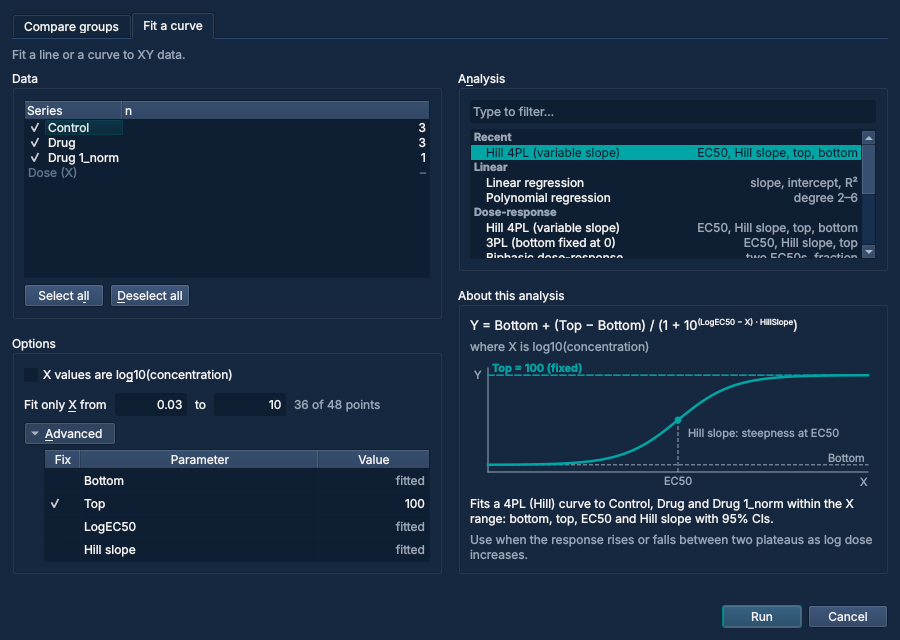 Compare groups
Fit a curve
Fit a line or a curve to XY data.
Data
Series n
✓ Control 3
✓ Drug 3
✓ Drug 1_norm 1
Dose (X) –
Select all
Deselect all
Options
X values are log10(concentration)
Fit only X from 0.03 to 10 36 of 48 points
Advanced
Fix Parameter Value
Bottom fitted
✓ Top 100
LogEC50 fitted
Hill slope fitted
Analysis
Type to filter...
Recent
Hill 4PL (variable slope) EC50, Hill slope, top, bottom
Linear
Linear regression slope, intercept, R²
Polynomial regression degree 2–6
Dose-response
Hill 4PL (variable slope) EC50, Hill slope, top, bottom
3PL (bottom fixed at 0) EC50, Hill slope, top
Biphasic dose-response two EC50s, fraction
About this analysis
Y = Bottom + (Top − Bottom) / (1 + 10^(LogEC50 − X) · HillSlope)
where X is log10(concentration)
Y
Top = 100 (fixed)
Hill slope: steepness at EC50
Bottom
EC50
X
Fits a 4PL (Hill) curve to Control, Drug and Drug 1_norm within the X
range: bottom, top, EC50 and Hill slope with 95% CIs.
Use when the response rises or falls between two plateaus as log dose
increases.
Run
Cancel